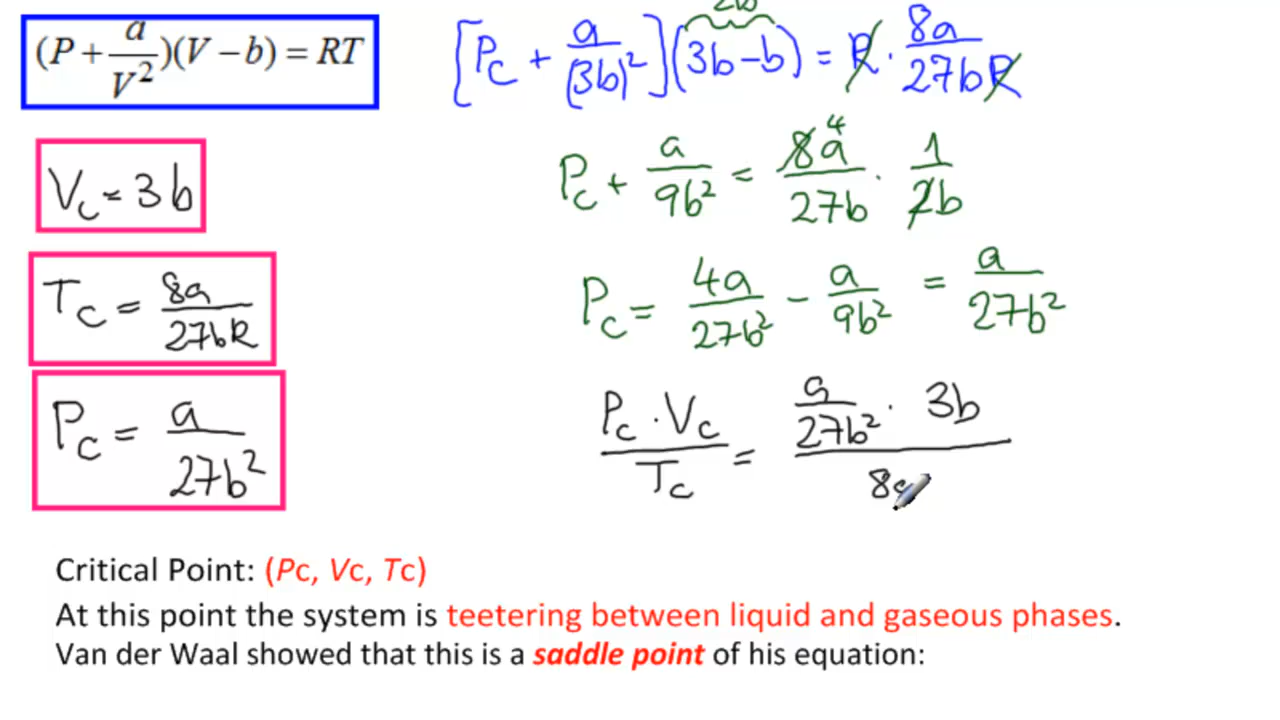 (P + a/V²)(V − b) = RT
2b
[Pc + a/(3b)²](3b − b) = R · 8a/27bR
Vc = 3b
4
Pc + a/9b² = 8a/27b · 1/2b
Tc = 8a/27bR
Pc = 4a/27b² − a/9b² = a/27b²
Pc = a/27b²
Pc · Vc/Tc = a/27b² · 3b/8a
Critical Point: (Pc, Vc, Tc)
At this point the system is teetering between liquid and gaseous phases.
Van der Waal showed that this is a saddle point of his equation: